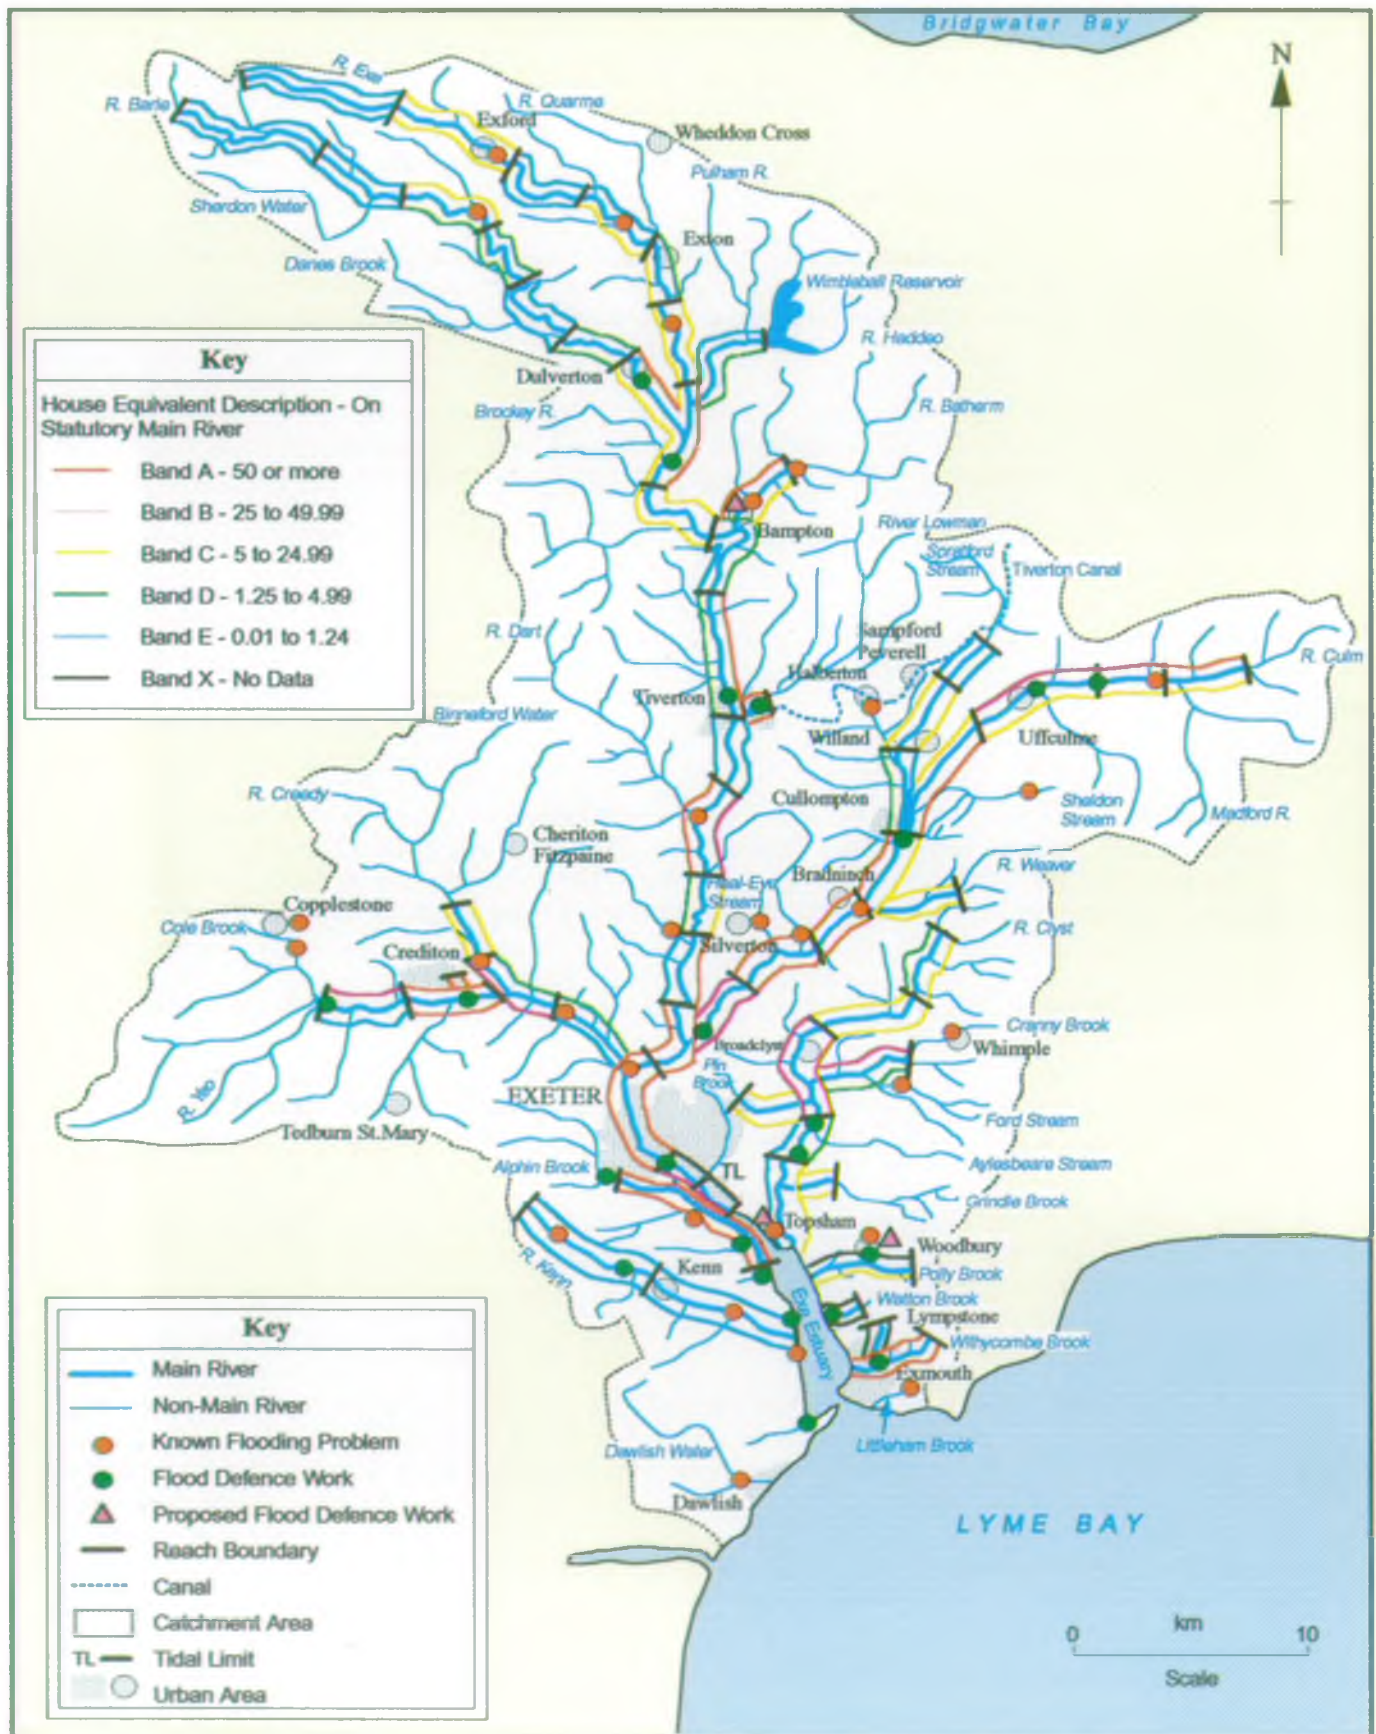 Bridgwater Bay
N
R. Exe
R. Barle
R. Quarme
Exford
Wheddon Cross
Pulham R.
Sherdon Water
Exton
Danes Brook
Wimbleball Reservoir
R. Haddeo
Key
House Equivalent Description - On
Statutory Main River
Band A - 50 or more
Band B - 25 to 49.99
Band C - 5 to 24.99
Band D - 1.25 to 4.99
Band E - 0.01 to 1.24
Band X - No Data
Dulverton
Brockey R.
R. Batherm
Bampton
River Lowman
Spratford
Stream
Tiverton Canal
R. Dart
Sampford
Peverell
R. Culm
Halberton
Tiverton
Binneford Water
Willand
Uffculme
R. Creedy
Cullompton
Sheldon
Stream
Madford R.
Cheriton
Fitzpaine
R. Weaver
Bradninch
Heal-Eye
Stream
Copplestone
Cole Brook
R. Clyst
Crediton
Silverton
Cranny Brook
Whimple
Broadclyst
Pin
Brook
R. Yeo
EXETER
Ford Stream
Tedburn St.Mary
Alphin Brook
TL
Aylesbeare Stream
Grindle Brook
Topsham
Woodbury
R. Kenn
Kenn
Polly Brook
Exe Estuary
Watton Brook
Lympstone
Withycombe Brook
Exmouth
Littleham Brook
Dawlish Water
Dawlish
LYME BAY
Key
Main River
Non-Main River
Known Flooding Problem
Flood Defence Work
Proposed Flood Defence Work
Reach Boundary
Canal
Catchment Area
TL Tidal Limit
Urban Area
km
0 10
Scale